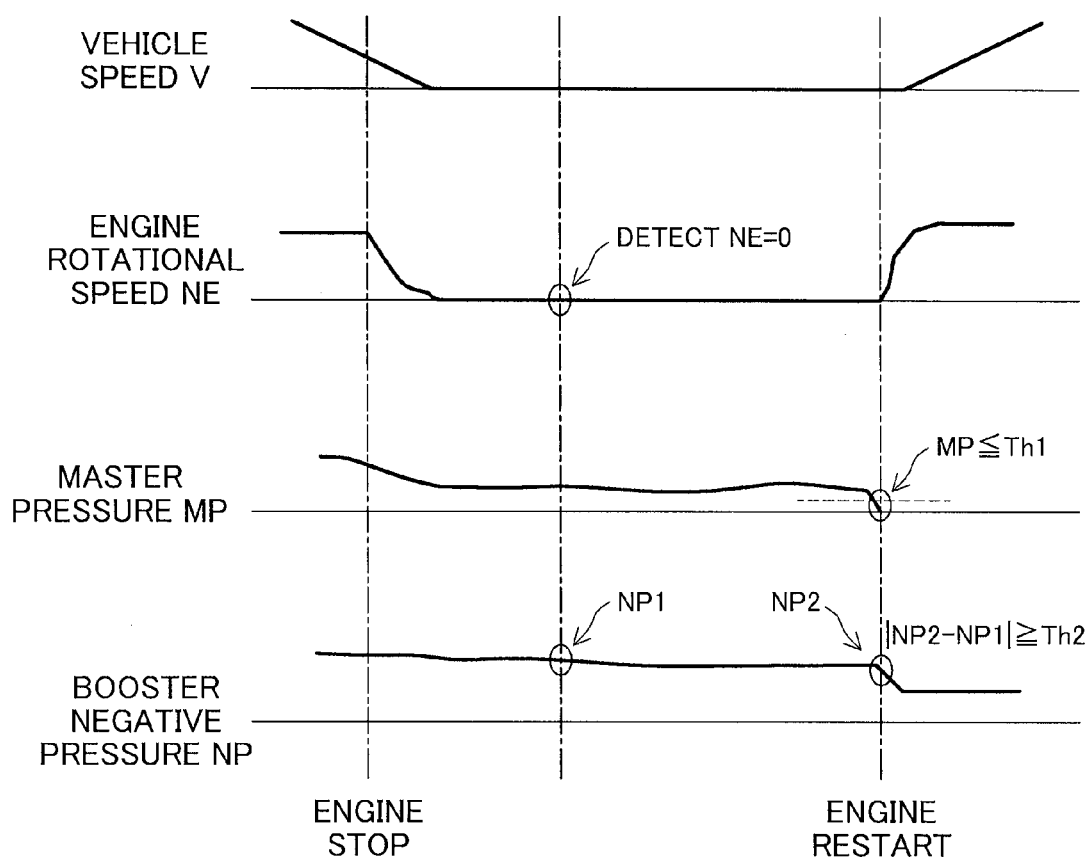 VEHICLE
SPEED V
ENGINE
ROTATIONAL
SPEED NE
DETECT NE=0
MASTER
PRESSURE MP
MP≦Th1
NP1
NP2
|NP2-NP1|≧Th2
BOOSTER
NEGATIVE
PRESSURE NP
ENGINE
STOP
ENGINE
RESTART